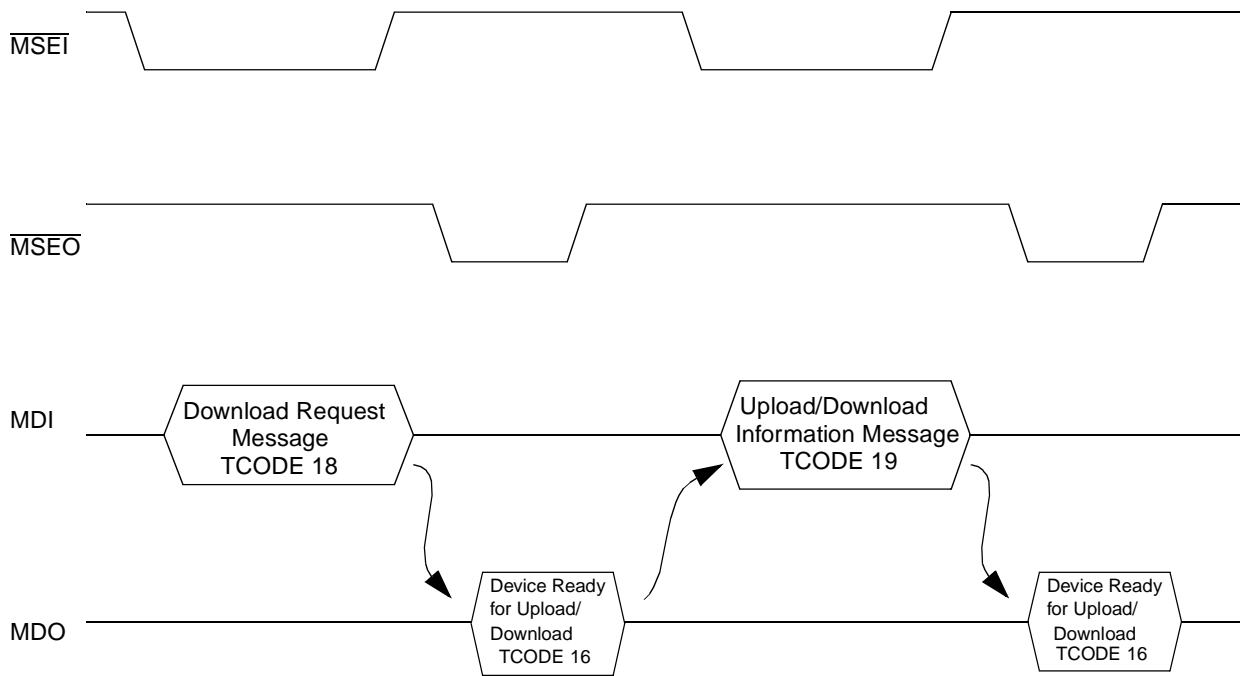 MSEI
MSEO
MDI
Download Request
Message
TCODE 18
Upload/Download
Information Message
TCODE 19
MDO
Device Ready
for Upload/
Download
TCODE 16
Device Ready
for Upload/
Download
TCODE 16